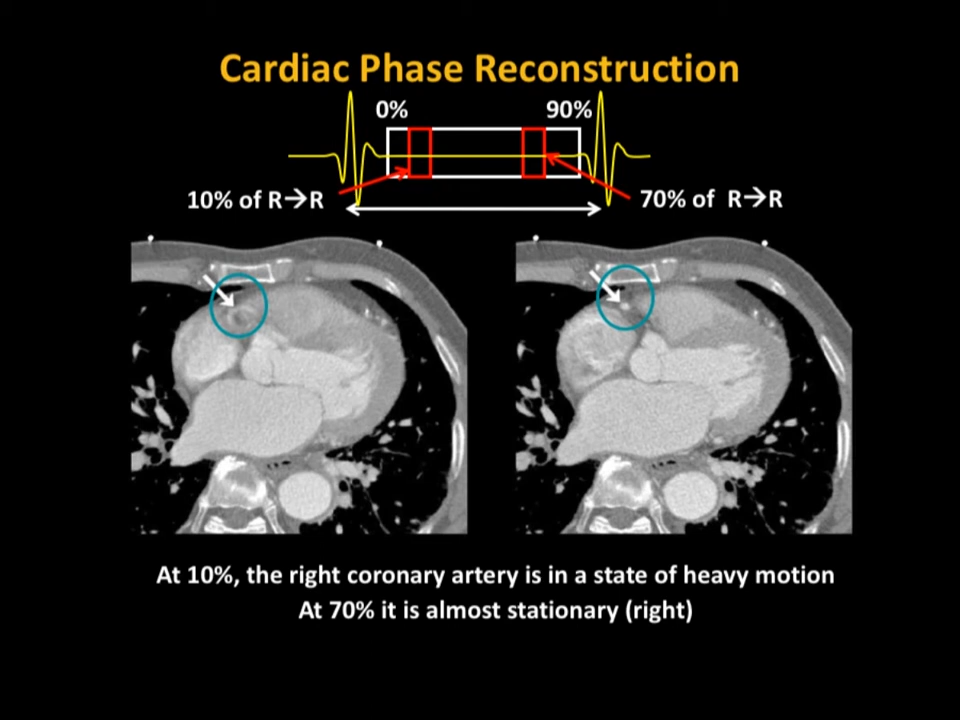 Cardiac Phase Reconstruction
0% 90%
10% of R→R 70% of R→R
At 10%, the right coronary artery is in a state of heavy motion
At 70% it is almost stationary (right)